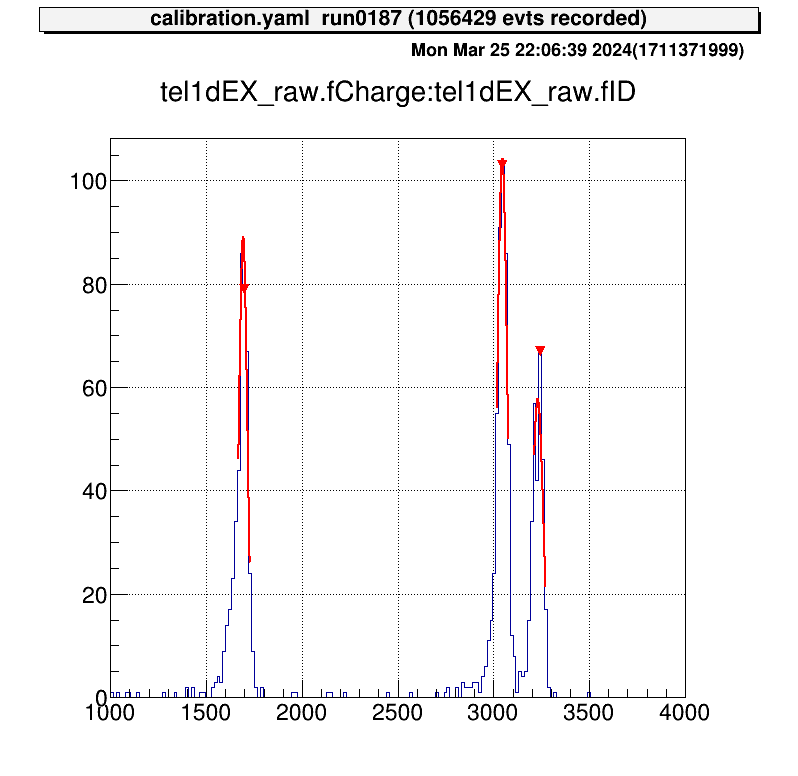 calibration.yaml run0187 (1056429 evts recorded)
Mon Mar 25 22:06:39 2024(1711371999)
tel1dEX_raw.fCharge:tel1dEX_raw.fID
100
80
60
40
20
0
1000 1500 2000 2500 3000 3500 4000